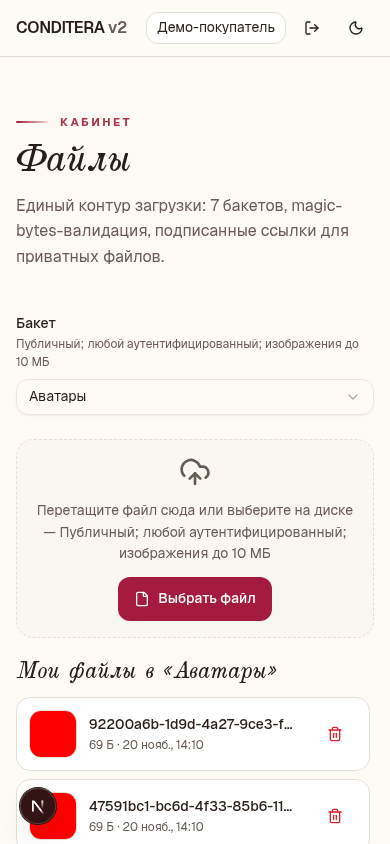 CONDITERA v2
Демо-покупатель
КАБИНЕТ
Файлы
Единый контур загрузки: 7 бакетов, magic-
bytes-валидация, подписанные ссылки для
приватных файлов.
Бакет
Публичный; любой аутентифицированный; изображения до
10 МБ
Аватары
Перетащите файл сюда или выберите на диске
— Публичный; любой аутентифицированный;
изображения до 10 МБ
Выбрать файл
Мои файлы в «Аватары»
92200a6b-1d9d-4a27-9ce3-f...
69 Б · 20 нояб., 14:10
47591bc1-bc6d-4f33-85b6-11...
69 Б · 20 нояб., 14:10
N